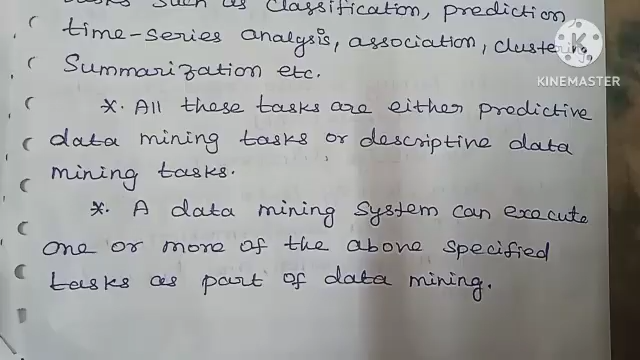 tasks such as classification, prediction
time-series analysis, association, clustering
Summarization etc.
KINEMASTER
*. All these tasks are either predictive
data mining tasks or descriptive data
mining tasks.
*. A data mining system can execute
one or more of the above specified
tasks as part of data mining.